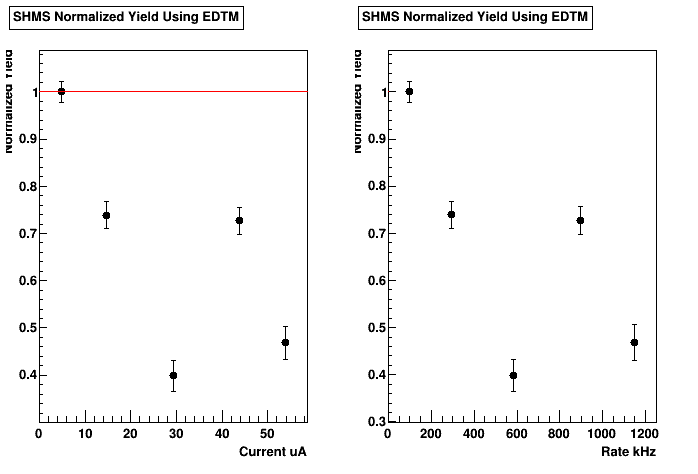 SHMS Normalized Yield Using EDTM
SHMS Normalized Yield Using EDTM
Normalized Yield
Normalized Yield
1
0.9
0.8
0.7
0.6
0.5
0.4
0 10 20 30 40 50
Current uA
1
0.9
0.8
0.7
0.6
0.5
0.4
0.3
0 200 400 600 800 1000 1200
Rate kHz